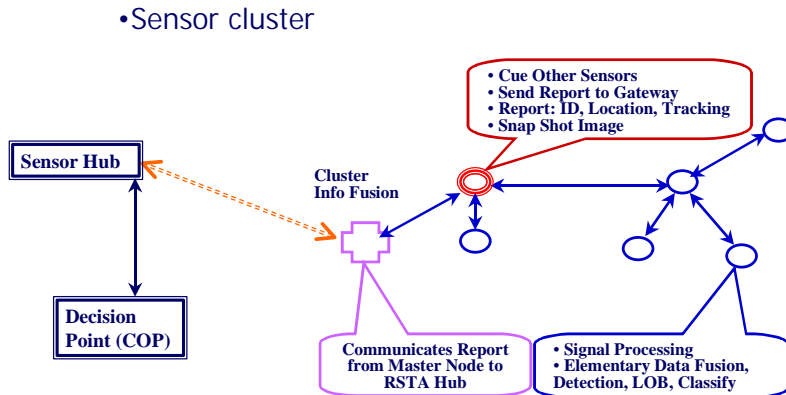 •Sensor cluster
• Cue Other Sensors
• Send Report to Gateway
• Report: ID, Location, Tracking
• Snap Shot Image
Sensor Hub
Cluster
Info Fusion
Decision
Point (COP)
Communicates Report
from Master Node to
RSTA Hub
• Signal Processing
• Elementary Data Fusion,
Detection, LOB, Classify